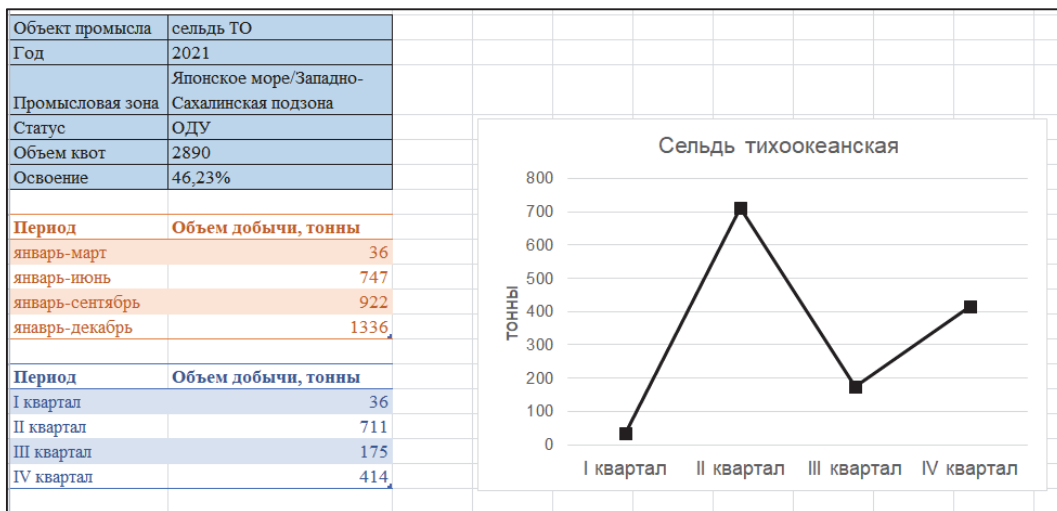 Объект промысла сельдь ТО
Год 2021
Японское море/Западно-
Промысловая зона Сахалинская подзона
Статус ОДУ
Объем квот 2890
Освоение 46,23%
Период Объем добычи, тонны
январь-март 36
январь-июнь 747
январь-сентябрь 922
янаврь-декабрь 1336
Период Объем добычи, тонны
I квартал 36
II квартал 711
III квартал 175
IV квартал 414
Сельдь тихоокеанская
800
700
600
500
400
300
200
100
0
тонны
I квартал II квартал III квартал IV квартал